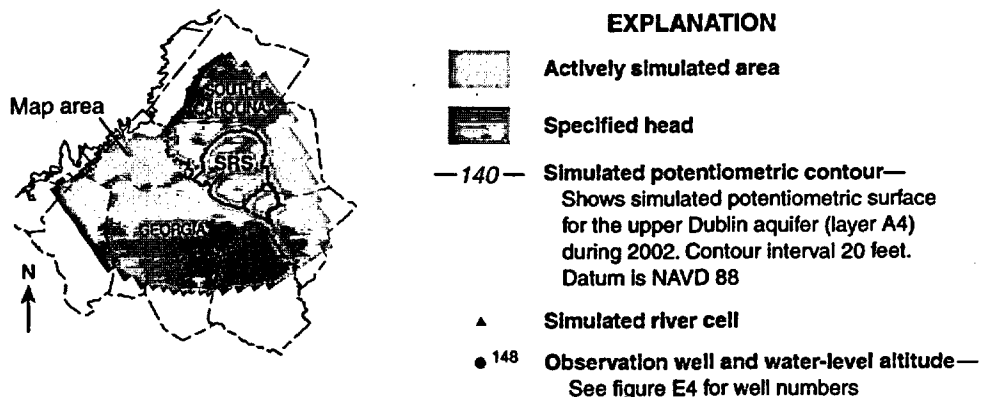 EXPLANATION
Actively simulated area
Specified head
—140— Simulated potentiometric contour—
Shows simulated potentiometric surface
for the upper Dublin aquifer (layer A4)
during 2002. Contour interval 20 feet.
Datum is NAVD 88
Simulated river cell
148 Observation well and water-level altitude—
See figure E4 for well numbers
Map area
SOUTH
CAROLINA
SRS
GEORGIA
N